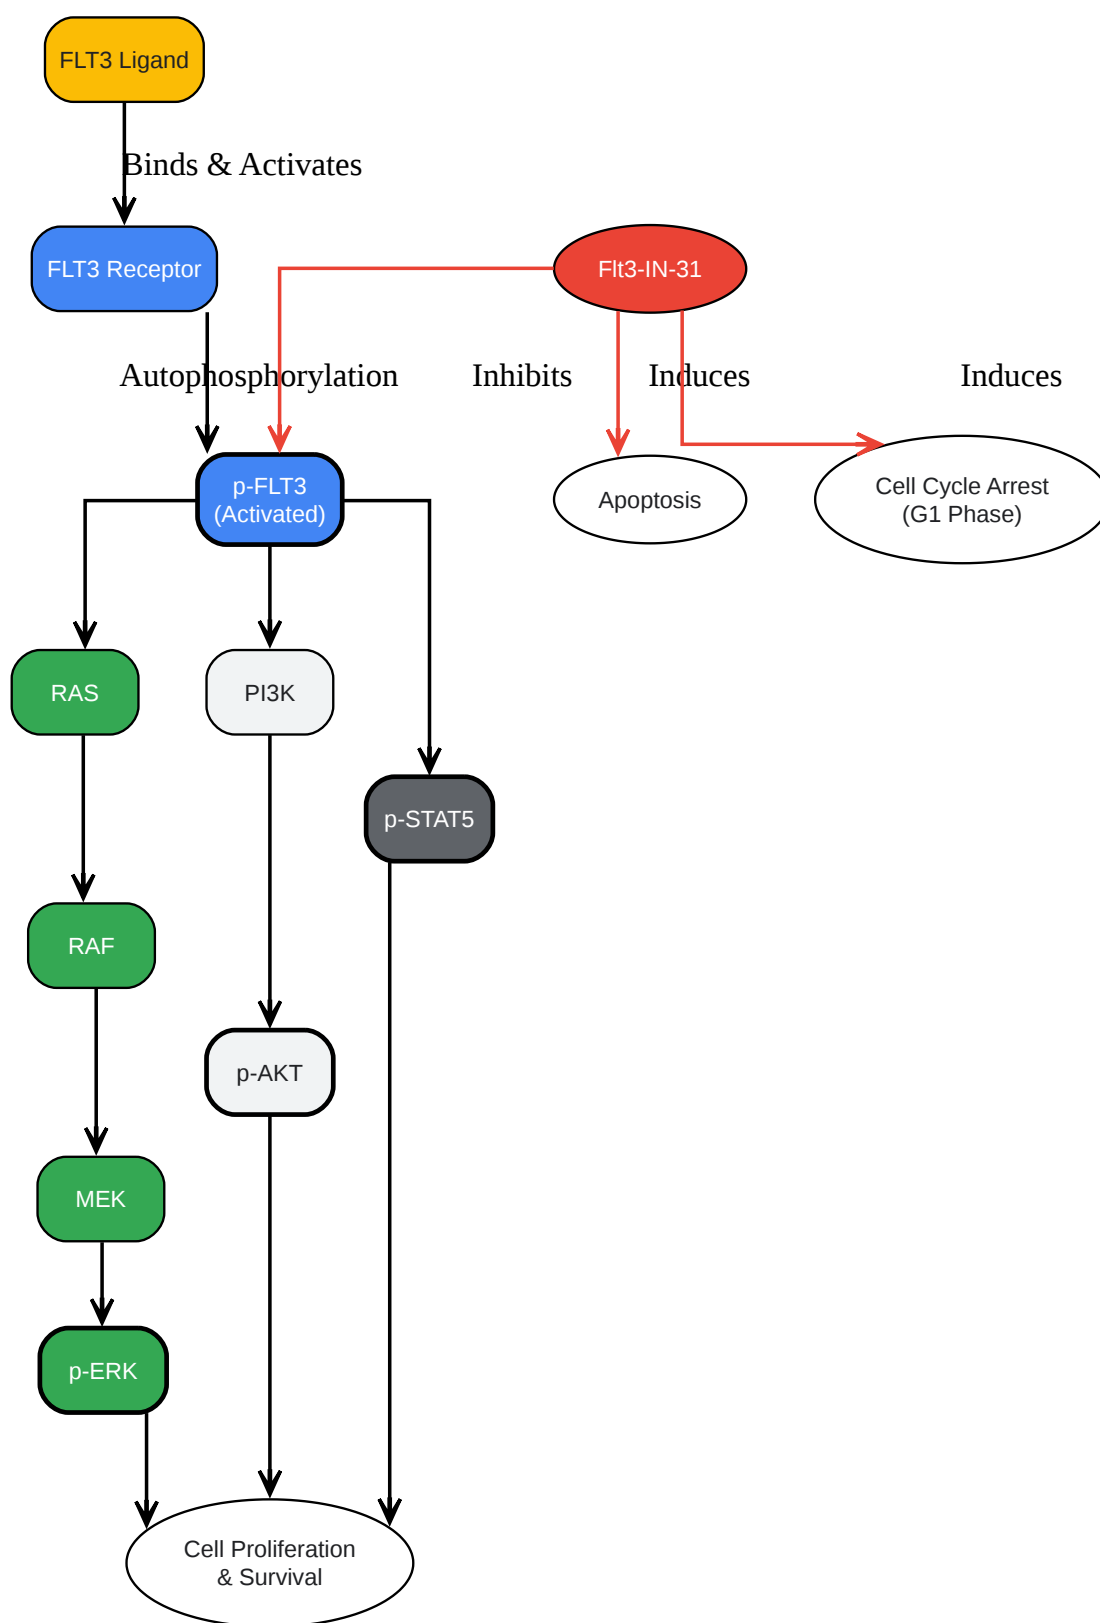 FLT3 Ligand
Binds & Activates
FLT3 Receptor
Flt3-IN-31
Autophosphorylation
Inhibits
Induces
Induces
p-FLT3
(Activated)
Apoptosis
Cell Cycle Arrest
(G1 Phase)
RAS
PI3K
p-STAT5
RAF
p-AKT
MEK
p-ERK
Cell Proliferation
& Survival